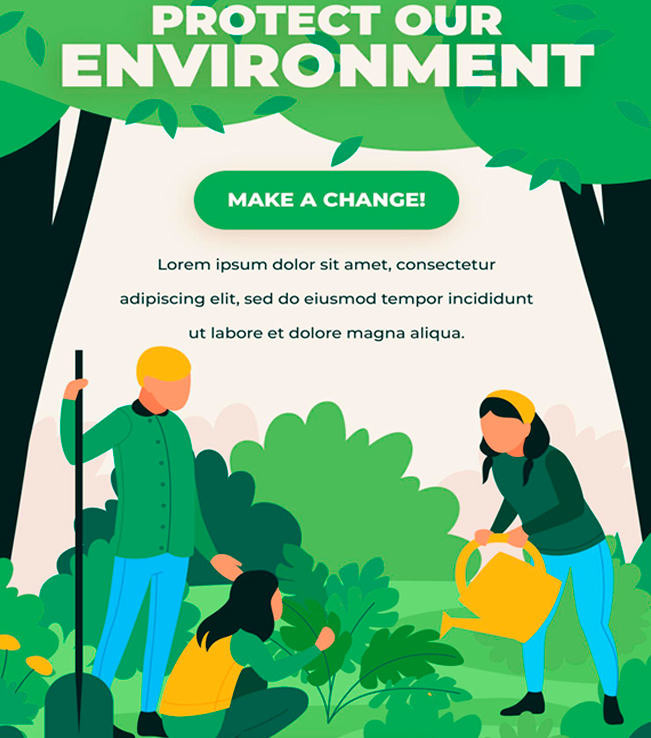 PROTECT OUR
ENVIRONMENT
MAKE A CHANGE!
Lorem ipsum dolor sit amet, consectetur
adipiscing elit, sed do eiusmod tempor incididunt
ut labore et dolore magna aliqua.